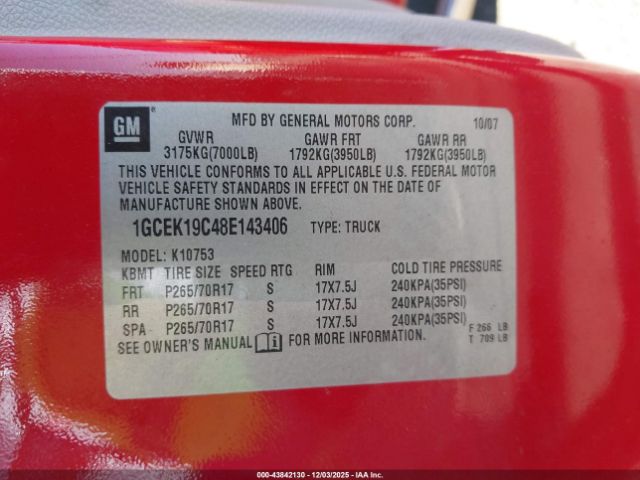 GM
MFD BY GENERAL MOTORS CORP. 10/07
GVWR GAWR FRT GAWR RR
3175KG(7000LB) 1792KG(3950LB) 1792KG(3950LB)
THIS VEHICLE CONFORMS TO ALL APPLICABLE U.S. FEDERAL MOTOR
VEHICLE SAFETY STANDARDS IN EFFECT ON THE DATE OF
MANUFACTURE SHOWN ABOVE.
1GCEK19C48E143406 TYPE: TRUCK
MODEL: K10753
KBMT TIRE SIZE SPEED RTG RIM COLD TIRE PRESSURE
FRT P265/70R17 S 17X7.5J 240KPA(35PSI)
RR P265/70R17 S 17X7.5J 240KPA(35PSI)
SPA P265/70R17 S 17X7.5J 240KPA(35PSI)
SEE OWNER'S MANUAL FOR MORE INFORMATION.
F 266 LB
T 709 LB
000-43842130 - 12/03/2025 - IAA Inc.